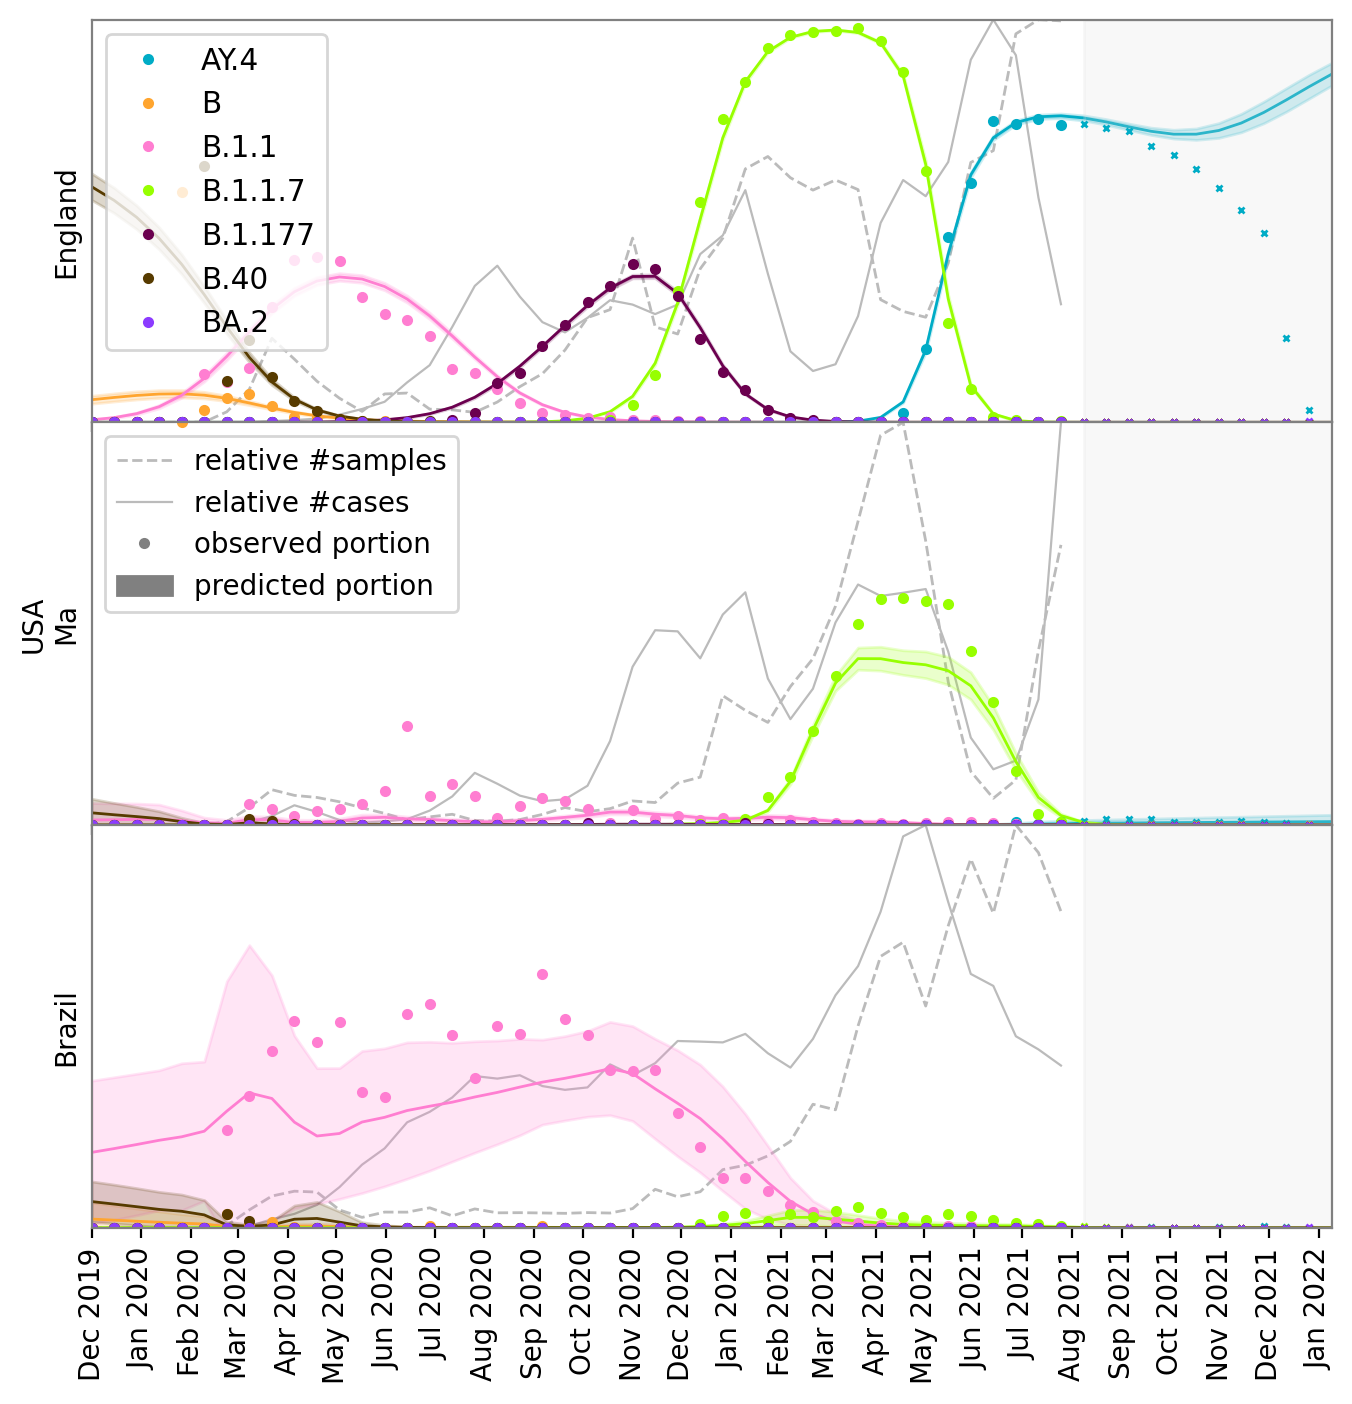 England
AY.4
B
B.1.1
B.1.1.7
B.1.177
B.40
BA.2
USA
Ma
relative #samples
relative #cases
observed portion
predicted portion
Brazil
Dec 2019
Jan 2020
Feb 2020
Mar 2020
Apr 2020
May 2020
Jun 2020
Jul 2020
Aug 2020
Sep 2020
Oct 2020
Nov 2020
Dec 2020
Jan 2021
Feb 2021
Mar 2021
Apr 2021
May 2021
Jun 2021
Jul 2021
Aug 2021
Sep 2021
Oct 2021
Nov 2021
Dec 2021
Jan 2022